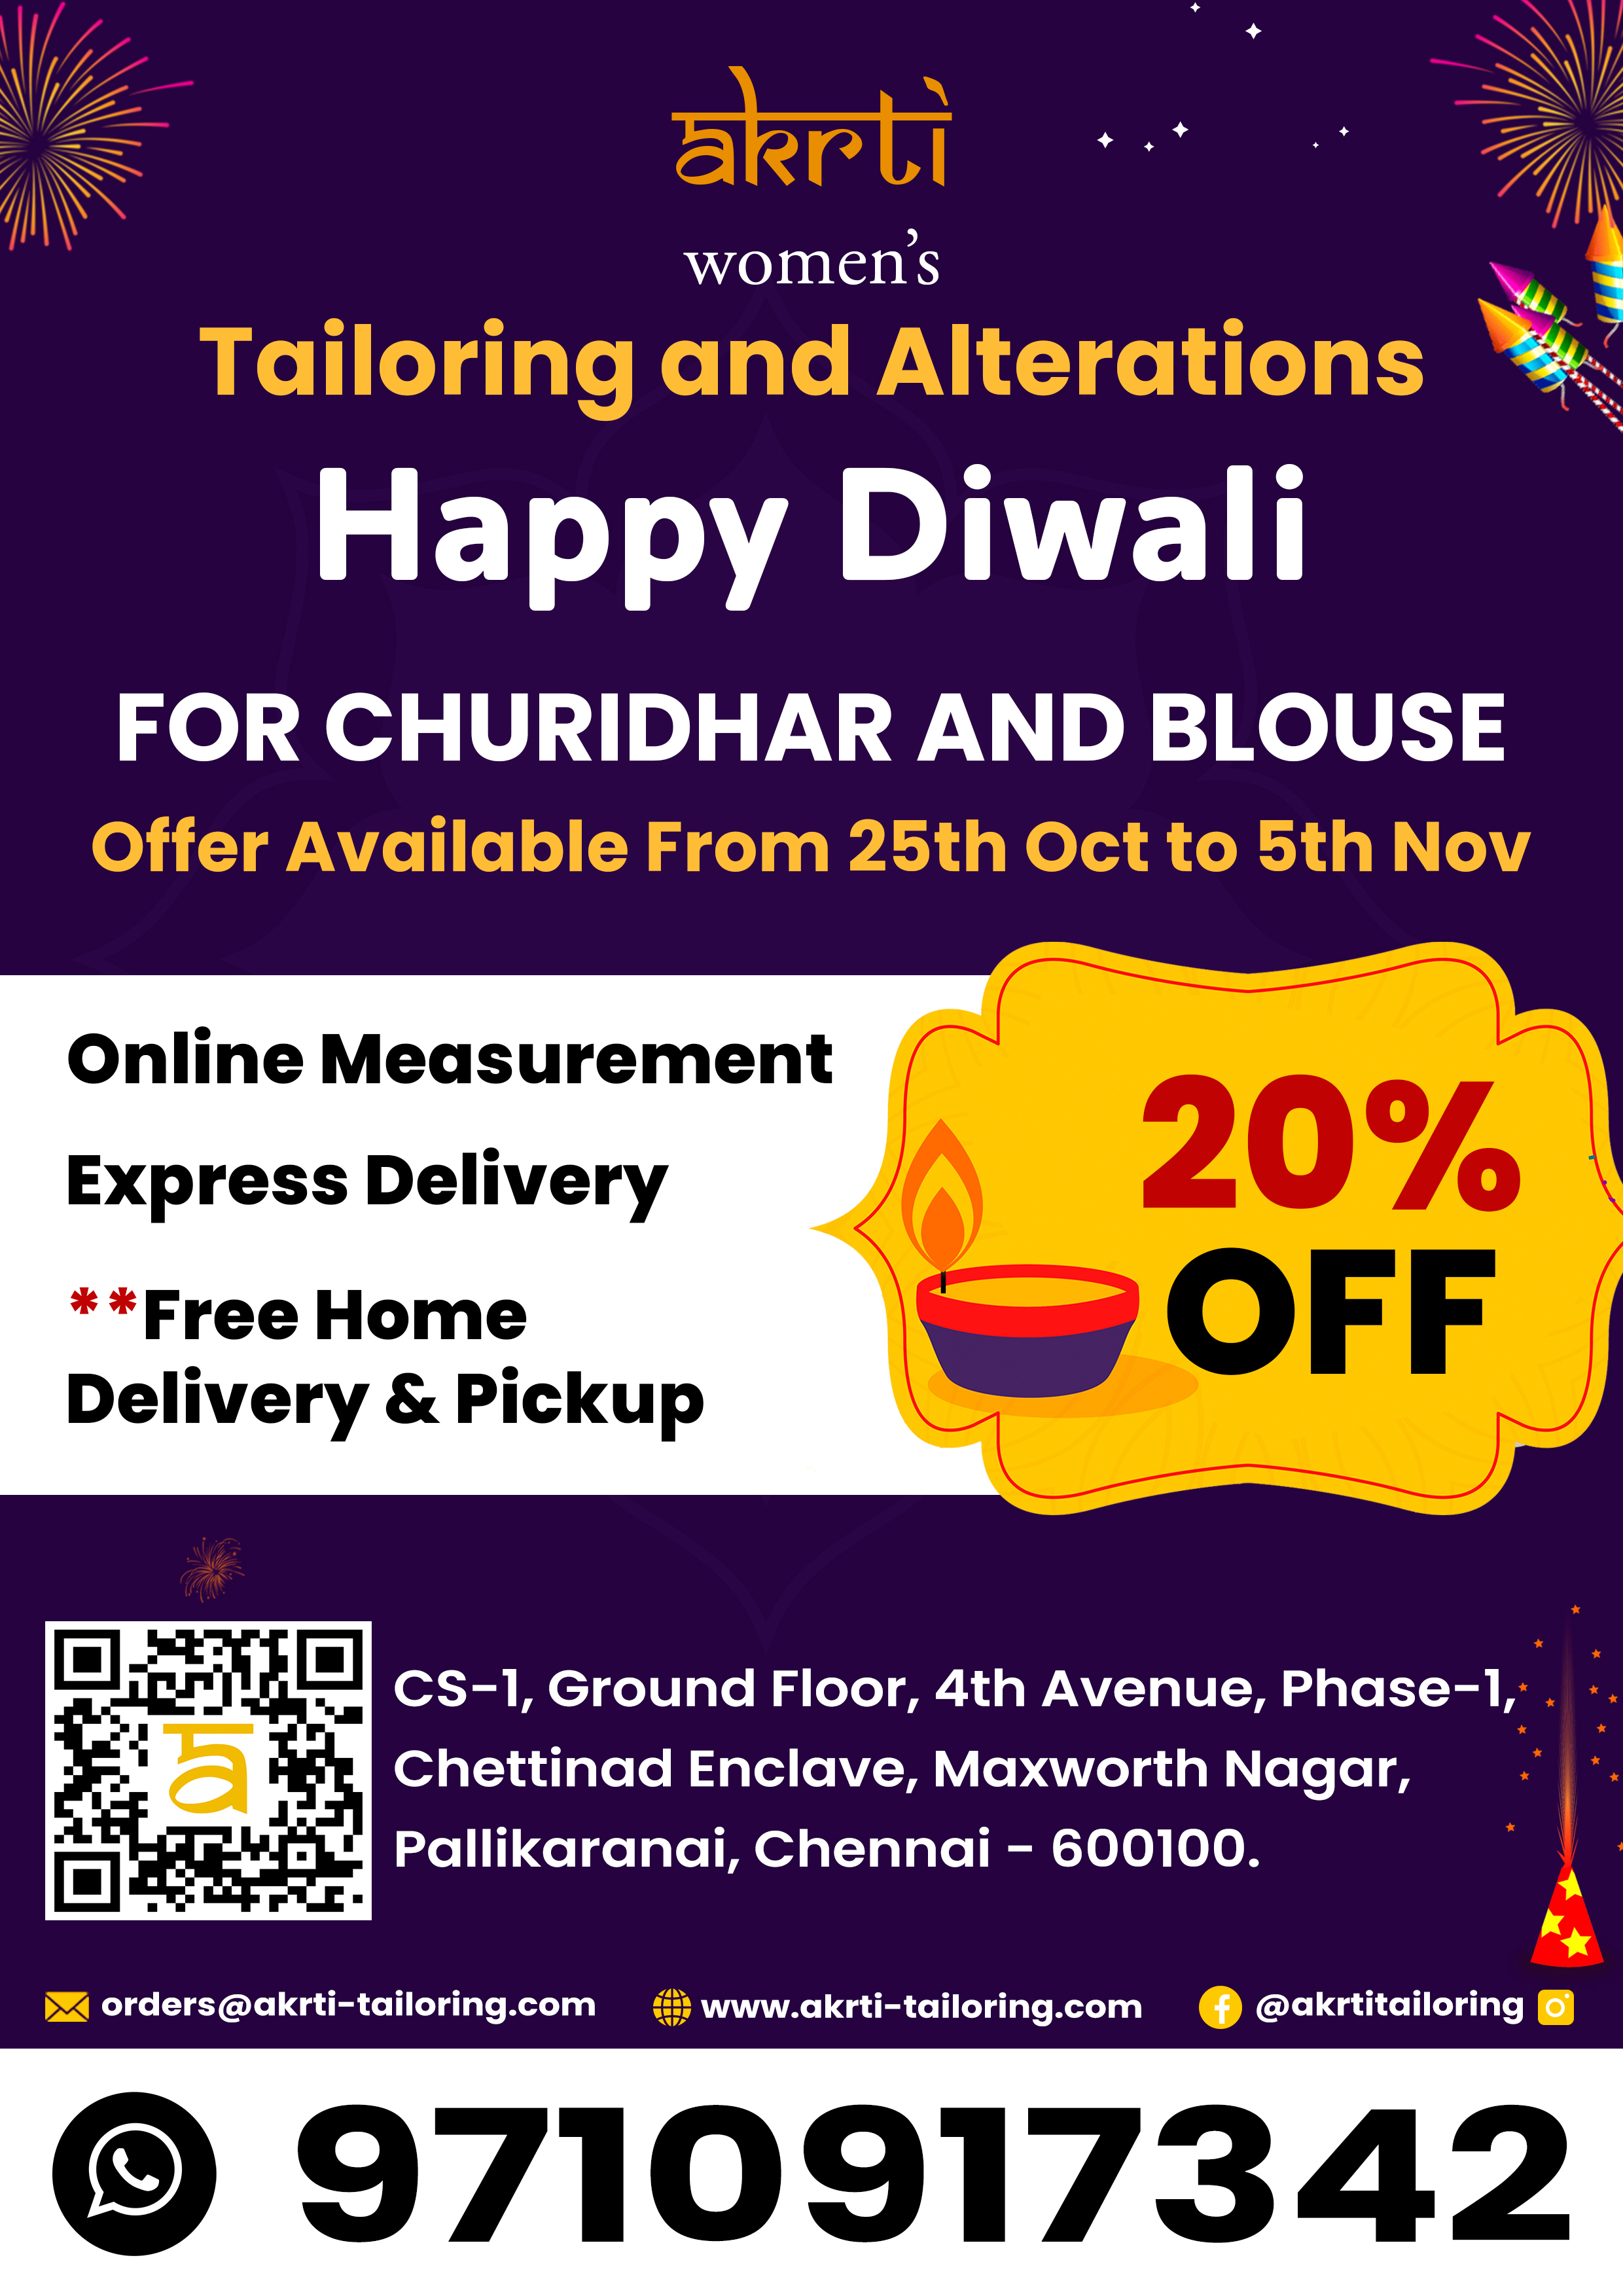 akrti
women's
Tailoring and Alterations
Happy Diwali
FOR CHURIDHAR AND BLOUSE
Offer Available From 25th Oct to 5th Nov
Online Measurement
Express Delivery
**Free Home
Delivery & Pickup
20%
OFF
a
CS-1, Ground Floor, 4th Avenue, Phase-1,
Chettinad Enclave, Maxworth Nagar,
Pallikaranai, Chennai - 600100.
orders@akrti-tailoring.com www.akrti-tailoring.com @akrtitailoring
9710917342